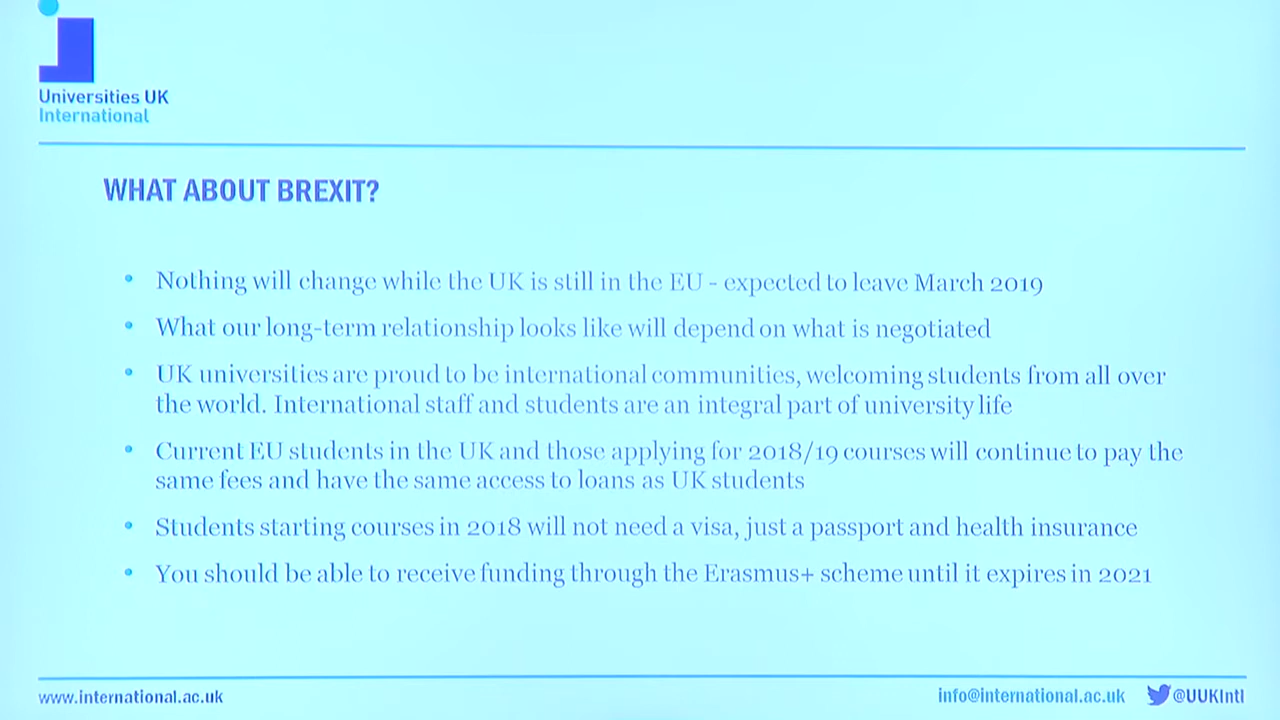 Universities UK
International
WHAT ABOUT BREXIT?
• Nothing will change while the UK is still in the EU - expected to leave March 2019
• What our long-term relationship looks like will depend on what is negotiated
• UK universities are proud to be international communities, welcoming students from all over
the world. International staff and students are an integral part of university life
• Current EU students in the UK and those applying for 2018/19 courses will continue to pay the
same fees and have the same access to loans as UK students
• Students starting courses in 2018 will not need a visa, just a passport and health insurance
• You should be able to receive funding through the Erasmus+ scheme until it expires in 2021
www.international.ac.uk
info@international.ac.uk @UUKIntl